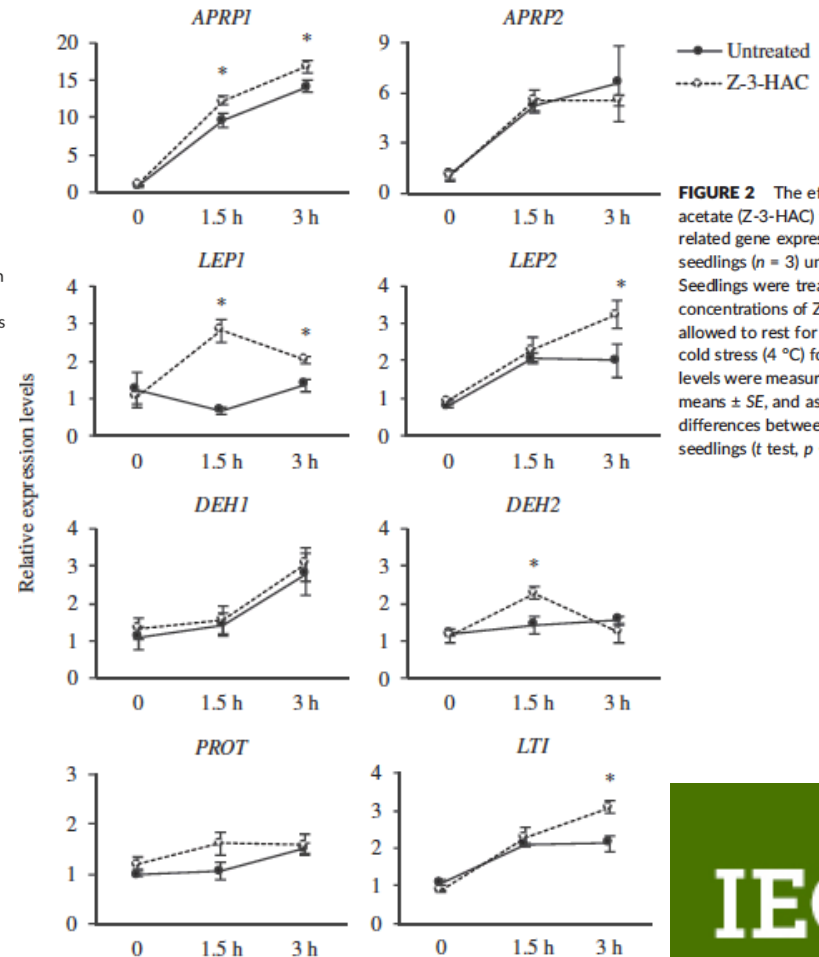 APRP1
APRP2
20
15
10
5
0
0
1.5 h
3 h
*
*
9
6
3
0
0
1.5 h
3 h
Untreated
Z-3-HAC
LEP1
LEP2
4
3
2
1
0
0
1.5 h
3 h
*
*
4
3
2
1
0
0
1.5 h
3 h
*
Relative expression levels
DEH1
DEH2
4
3
2
1
0
0
1.5 h
3 h
4
3
2
1
0
0
1.5 h
3 h
*
PROT
LTI
3
2
1
0
0
1.5 h
3 h
4
3
2
1
0
0
1.5 h
3 h
*
FIGURE 2 The ef
acetate (Z-3-HAC)
related gene expres
seedlings (n = 3) ur
Seedlings were trea
concentrations of Z
allowed to rest for
cold stress (4 °C) fo
levels were measur
means ± SE, and as
differences betwee
seedlings (t test, p
s